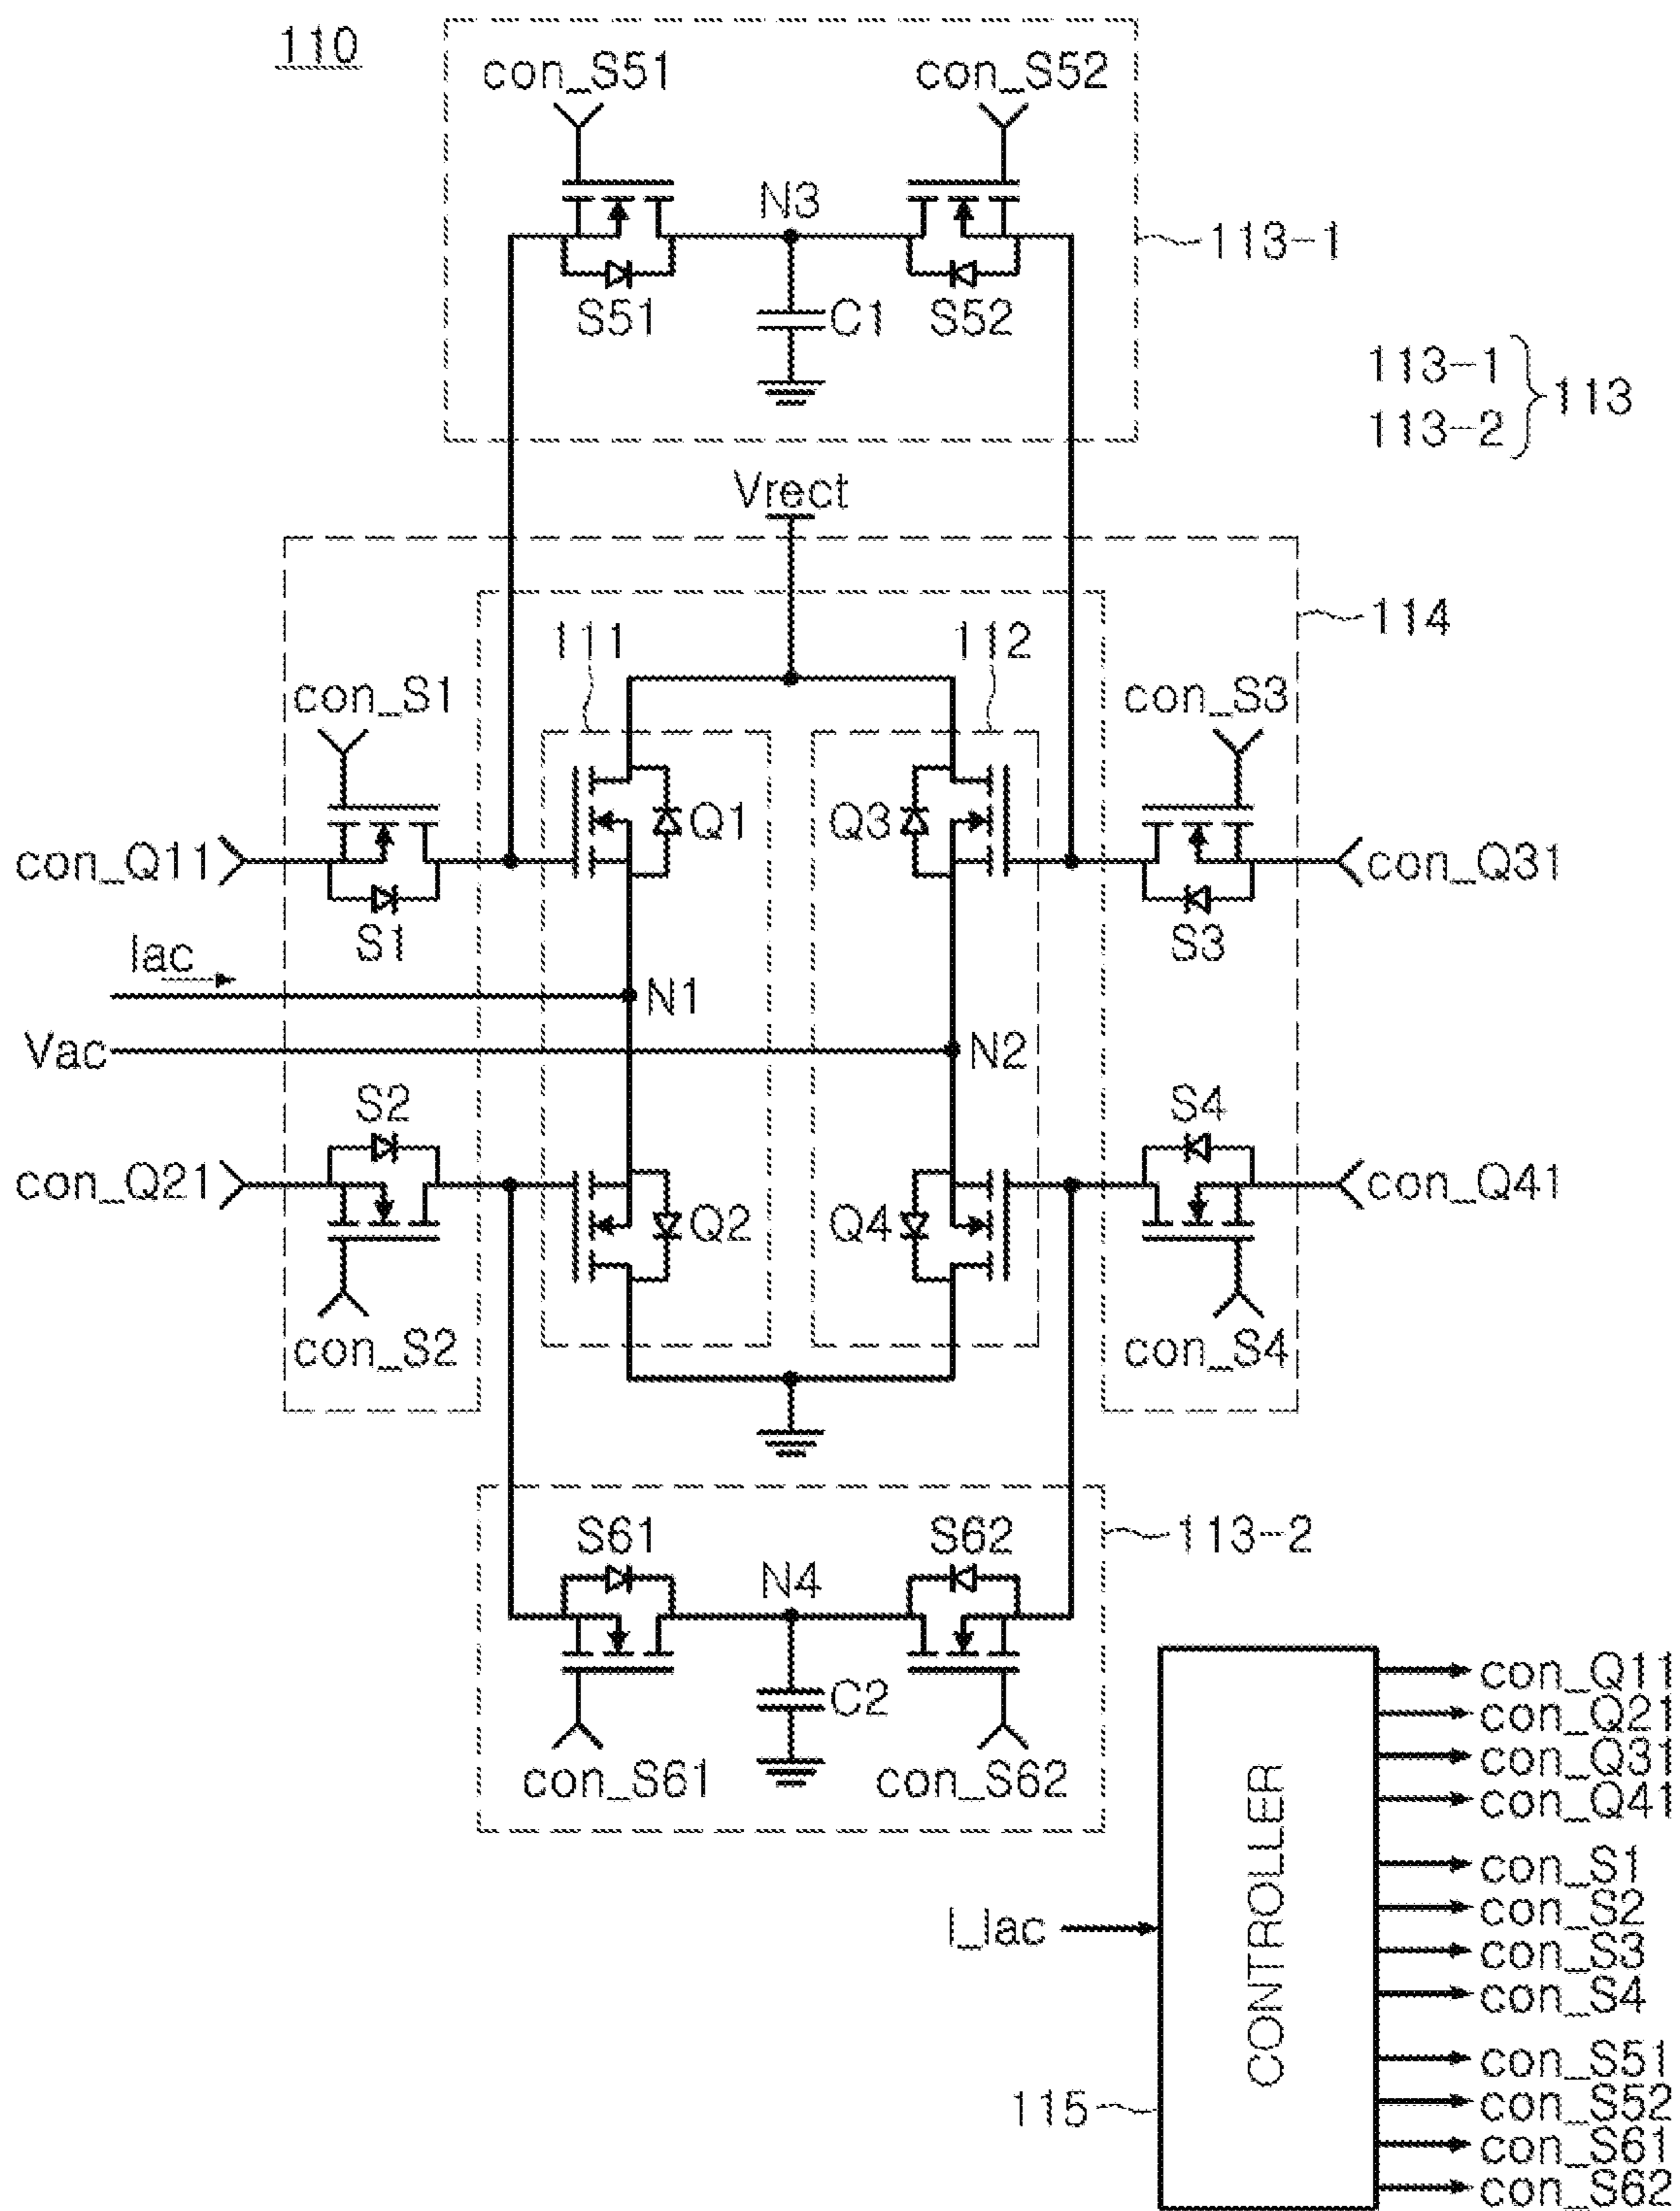 110
con_S51
con_S52
N3
113-1
S51
C1
S52
113-1
113-2
113
Vrect
114
111
112
con_S1
con_S3
Q1
Q3
con_Q11
con_Q31
S1
S3
Iac
N1
Vac
N2
S2
S4
con_Q21
con_Q41
Q2
Q4
con_S2
con_S4
S61
S62
113-2
N4
C2
con_S61
con_S62
con_Q11
con_Q21
con_Q31
con_Q41
con_S1
con_S2
I_Iac
con_S3
con_S4
CONTROLLER
con_S51
115
con_S52
con_S61
con_S62